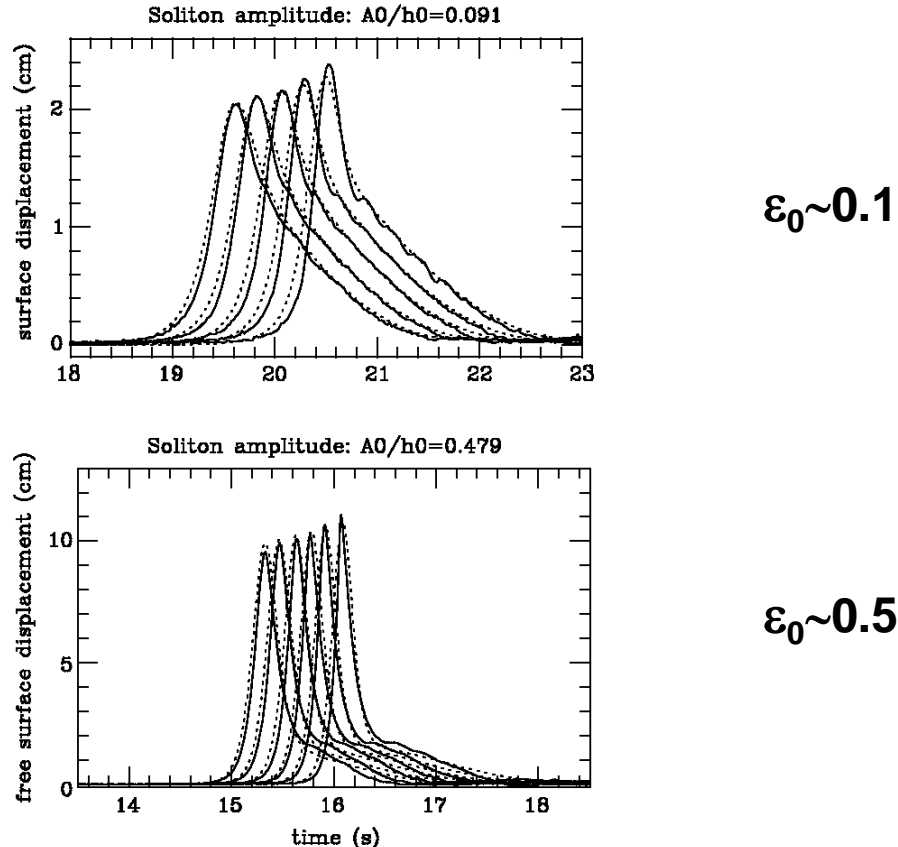 Soliton amplitude: A0/h0=0.091
surface displacement (cm)
2
1
0
18 19 20 21 22 23
ε0~0.1
Soliton amplitude: A0/h0=0.479
free surface displacement (cm)
10
5
0
14 15 16 17 18
time (s)
ε0~0.5